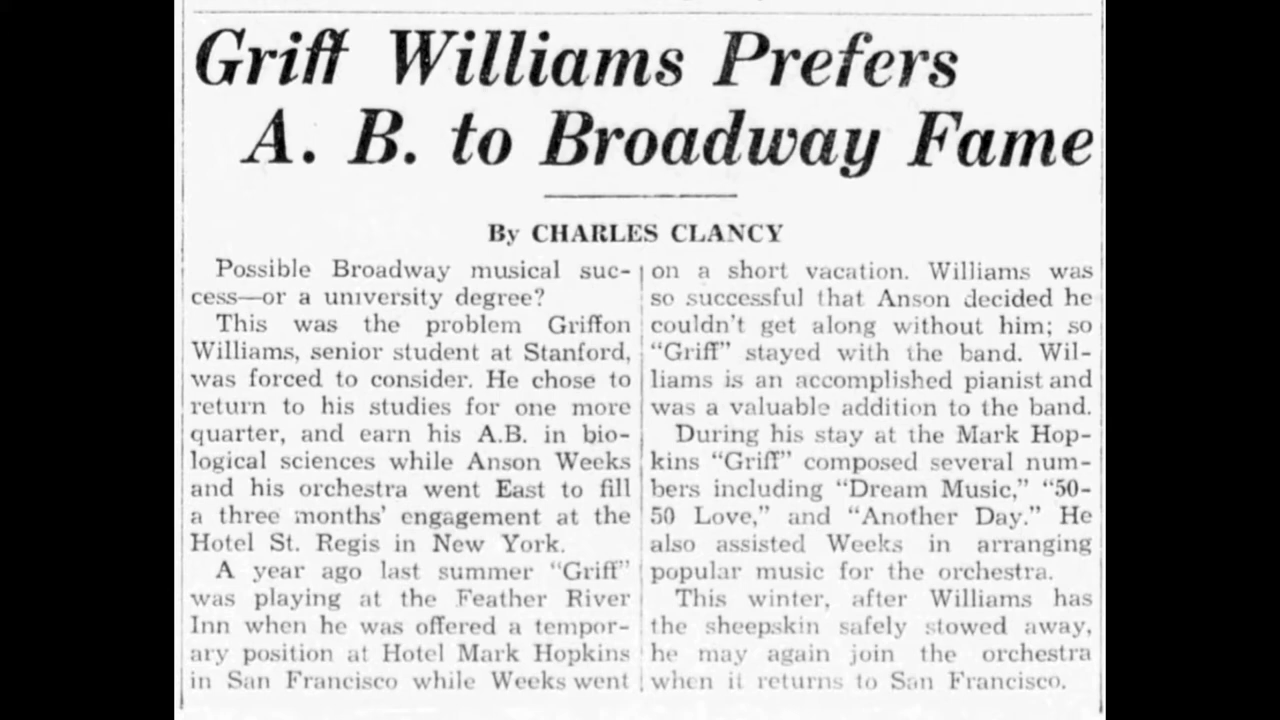 Griff Williams Prefers
A. B. to Broadway Fame
By CHARLES CLANCY
Possible Broadway musical suc-
cess—or a university degree?
This was the problem Griffon
Williams, senior student at Stanford,
was forced to consider. He chose to
return to his studies for one more
quarter, and earn his A.B. in bio-
logical sciences while Anson Weeks
and his orchestra went East to fill
a three months' engagement at the
Hotel St. Regis in New York.
A year ago last summer "Griff"
was playing at the Feather River
Inn when he was offered a tempor-
ary position at Hotel Mark Hopkins
in San Francisco while Weeks went
on a short vacation. Williams was
so successful that Anson decided he
couldn't get along without him; so
"Griff" stayed with the band. Wil-
liams is an accomplished pianist and
was a valuable addition to the band.
During his stay at the Mark Hop-
kins "Griff" composed several num-
bers including "Dream Music," "50-
50 Love," and "Another Day." He
also assisted Weeks in arranging
popular music for the orchestra.
This winter, after Williams has
the sheepskin safely stowed away,
he may again join the orchestra
when it returns to San Francisco.